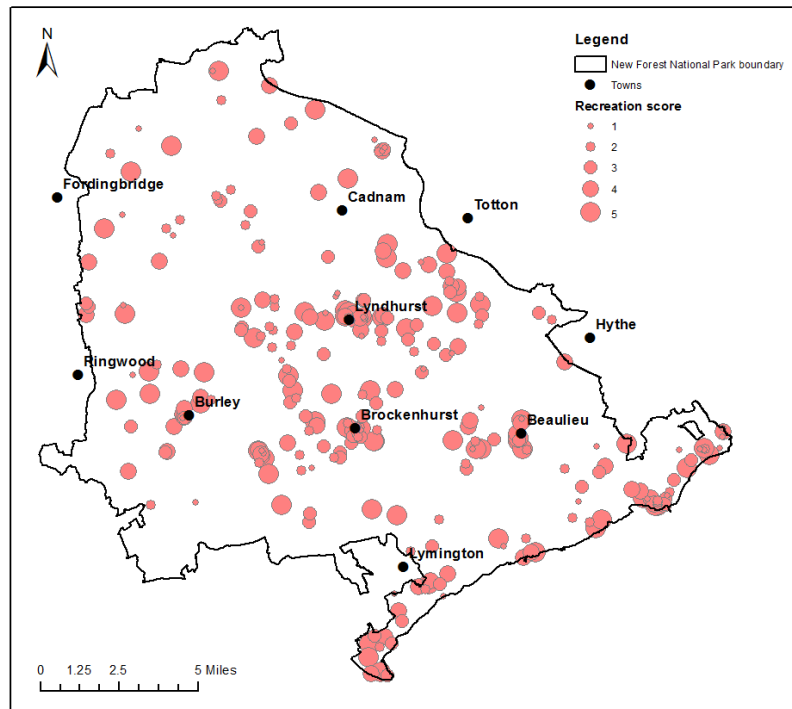 N
Legend
New Forest National Park boundary
Towns
Recreation score
1
2
3
4
5
Fordingbridge
Cadnam
Totton
Lyndhurst
Hythe
Ringwood
Burley
Brockenhurst
Beaulieu
Lymington
0 1.25 2.5 5 Miles